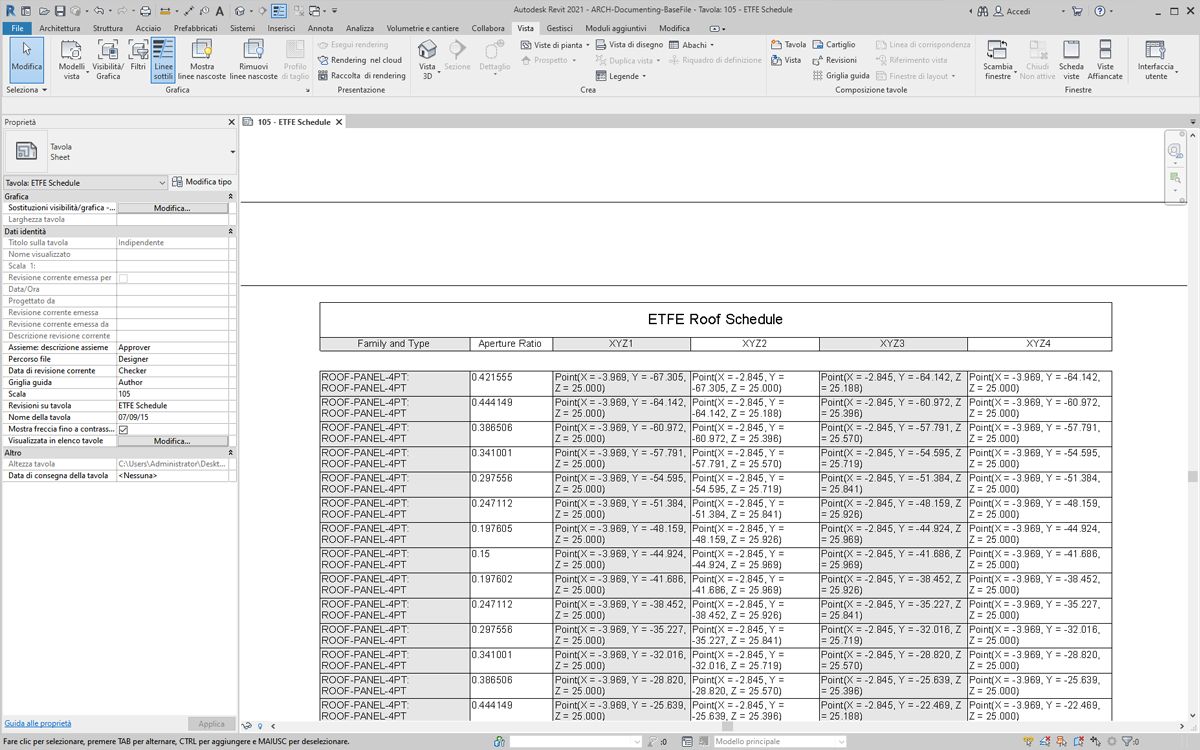 Autodesk Revit 2021 - ARCH-Documenting-BaseFile - Tavola: 105 - ETFE Schedule
Accedi
File Architettura Struttura Acciaio Prefabbricati Sistemi Inserisci Annota Analizza Volumetrie e cantiere Collabora Vista Gestisci Moduli aggiuntivi Modifica
Modifica
Modelli vista
Visibilità/ Grafica
Filtri
Linee sottili
Mostra linee nascoste
Rimuovi linee nascoste
Profilo di taglio
Esegui rendering
Rendering nel cloud
Raccolta di rendering
Vista 3D
Sezione
Dettaglio
Viste di pianta
Prospetto
Vista di disegno
Duplica vista
Legende
Abachi
Riquadro di definizione
Tavola
Vista
Cartiglio
Revisioni
Griglia guida
Linea di corrispondenza
Riferimento vista
Finestre di layout
Scambia finestre
Chiudi Non attive
Scheda viste
Viste Affiancate
Interfaccia utente
Seleziona
Grafica
Presentazione
Crea
Composizione tavole
Finestre
Proprietà
Tavola
Sheet
Tavola: ETFE Schedule
Modifica tipo
Grafica
Sostituzioni visibilità/grafica -... Modifica...
Larghezza tavola
Dati identità
Titolo sulla tavola Indipendente
Nome visualizzato
Scala 1:
Revisione corrente emessa per
Data/Ora
Progettato da
Revisione corrente emessa
Revisione corrente emessa da
Descrizione revisione corrente
Assieme: descrizione assieme Approver
Percorso file Designer
Data di revisione corrente Checker
Griglia guida Author
Scala 105
Revisioni su tavola ETFE Schedule
Nome della tavola 07/09/15
Mostra freccia fino a contrass...
Visualizzata in elenco tavole Modifica...
Altro
Altezza tavola C:\Users\Administrator\Deskt...
Data di consegna della tavola <Nessuna>
Guida alle proprietà
Applica
105 - ETFE Schedule
ETFE Roof Schedule
Family and Type Aperture Ratio XYZ1 XYZ2 XYZ3 XYZ4
ROOF-PANEL-4PT: 0.421555 Point(X = -3.969, Y = -67.305, Point(X = -2.845, Y = Point(X = -2.845, Y = -64.142, Z Point(X = -3.969, Y = -64.142,
ROOF-PANEL-4PT Z = 25.000) -67.305, Z = 25.000) = 25.188) Z = 25.000)
ROOF-PANEL-4PT: 0.444149 Point(X = -3.969, Y = -64.142, Point(X = -2.845, Y = Point(X = -2.845, Y = -60.972, Z Point(X = -3.969, Y = -60.972,
ROOF-PANEL-4PT Z = 25.000) -64.142, Z = 25.188) = 25.396) Z = 25.000)
ROOF-PANEL-4PT: 0.386506 Point(X = -3.969, Y = -60.972, Point(X = -2.845, Y = Point(X = -2.845, Y = -57.791, Z Point(X = -3.969, Y = -57.791,
ROOF-PANEL-4PT Z = 25.000) -60.972, Z = 25.396) = 25.570) Z = 25.000)
ROOF-PANEL-4PT: 0.341001 Point(X = -3.969, Y = -57.791, Point(X = -2.845, Y = Point(X = -2.845, Y = -54.595, Z Point(X = -3.969, Y = -54.595,
ROOF-PANEL-4PT Z = 25.000) -57.791, Z = 25.570) = 25.719) Z = 25.000)
ROOF-PANEL-4PT: 0.297556 Point(X = -3.969, Y = -54.595, Point(X = -2.845, Y = Point(X = -2.845, Y = -51.384, Z Point(X = -3.969, Y = -51.384,
ROOF-PANEL-4PT Z = 25.000) -54.595, Z = 25.719) = 25.841) Z = 25.000)
ROOF-PANEL-4PT: 0.247112 Point(X = -3.969, Y = -51.384, Point(X = -2.845, Y = Point(X = -2.845, Y = -48.159, Z Point(X = -3.969, Y = -48.159,
ROOF-PANEL-4PT Z = 25.000) -51.384, Z = 25.841) = 25.926) Z = 25.000)
ROOF-PANEL-4PT: 0.197605 Point(X = -3.969, Y = -48.159, Point(X = -2.845, Y = Point(X = -2.845, Y = -44.924, Z Point(X = -3.969, Y = -44.924,
ROOF-PANEL-4PT Z = 25.000) -48.159, Z = 25.926) = 25.969) Z = 25.000)
ROOF-PANEL-4PT: 0.15 Point(X = -3.969, Y = -44.924, Point(X = -2.845, Y = Point(X = -2.845, Y = -41.686, Z Point(X = -3.969, Y = -41.686,
ROOF-PANEL-4PT Z = 25.000) -44.924, Z = 25.969) = 25.969) Z = 25.000)
ROOF-PANEL-4PT: 0.197602 Point(X = -3.969, Y = -41.686, Point(X = -2.845, Y = Point(X = -2.845, Y = -38.452, Z Point(X = -3.969, Y = -38.452,
ROOF-PANEL-4PT Z = 25.000) -41.686, Z = 25.969) = 25.926) Z = 25.000)
ROOF-PANEL-4PT: 0.247112 Point(X = -3.969, Y = -38.452, Point(X = -2.845, Y = Point(X = -2.845, Y = -35.227, Z Point(X = -3.969, Y = -35.227,
ROOF-PANEL-4PT Z = 25.000) -38.452, Z = 25.926) = 25.841) Z = 25.000)
ROOF-PANEL-4PT: 0.297556 Point(X = -3.969, Y = -35.227, Point(X = -2.845, Y = Point(X = -2.845, Y = -32.016, Z Point(X = -3.969, Y = -32.016,
ROOF-PANEL-4PT Z = 25.000) -35.227, Z = 25.841) = 25.719) Z = 25.000)
ROOF-PANEL-4PT: 0.341001 Point(X = -3.969, Y = -32.016, Point(X = -2.845, Y = Point(X = -2.845, Y = -28.820, Z Point(X = -3.969, Y = -28.820,
ROOF-PANEL-4PT Z = 25.000) -32.016, Z = 25.719) = 25.570) Z = 25.000)
ROOF-PANEL-4PT: 0.386506 Point(X = -3.969, Y = -28.820, Point(X = -2.845, Y = Point(X = -2.845, Y = -25.639, Z Point(X = -3.969, Y = -25.639,
ROOF-PANEL-4PT Z = 25.000) -28.820, Z = 25.570) = 25.396) Z = 25.000)
ROOF-PANEL-4PT: 0.444149 Point(X = -3.969, Y = -25.639, Point(X = -2.845, Y = Point(X = -2.845, Y = -22.469, Z Point(X = -3.969, Y = -22.469,
ROOF-PANEL-4PT Z = 25.000) -25.639, Z = 25.396) = 25.188) Z = 25.000)
Fare clic per selezionare, premere TAB per alternare, CTRL per aggiungere e MAIUSC per deselezionare.
:0
Modello principale
:0